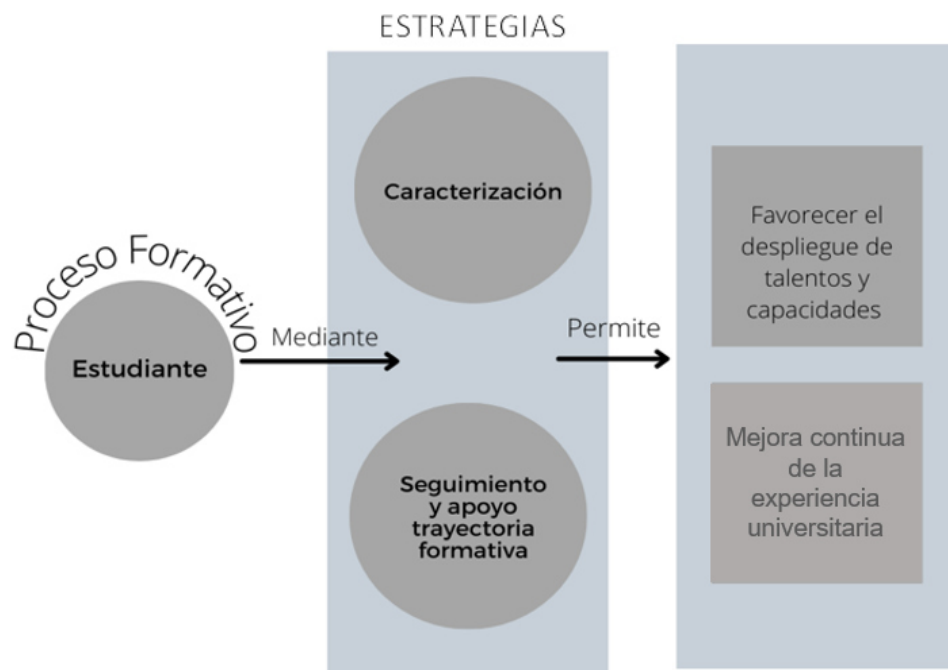 ESTRATEGIAS
Proceso Formativo
Estudiante
Mediante
Caracterización
Seguimiento
y apoyo
trayectoria
formativa
Permite
Favorecer el
despliegue de
talentos y
capacidades
Mejora continua
de la
experiencia
universitaria